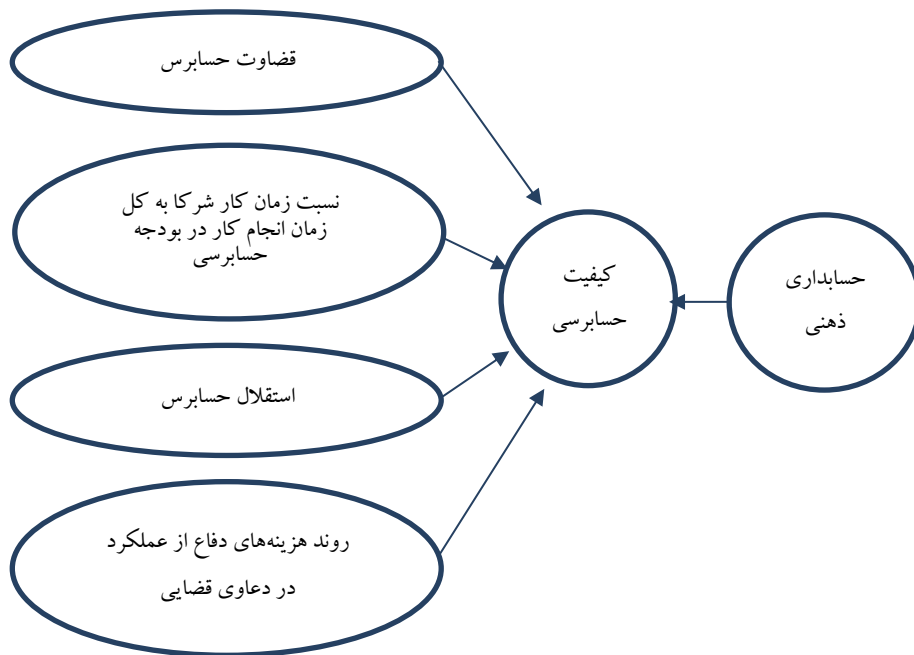 قضاوت حسابرس
نسبت زمان کار شرکا به کل
زمان انجام کار در بودجه
حسابرسی
استقلال حسابرس
روند هزینه‌های دفاع از عملکرد
در دعاوی قضایی
کیفیت
حسابرسی
حسابداری
ذهنی